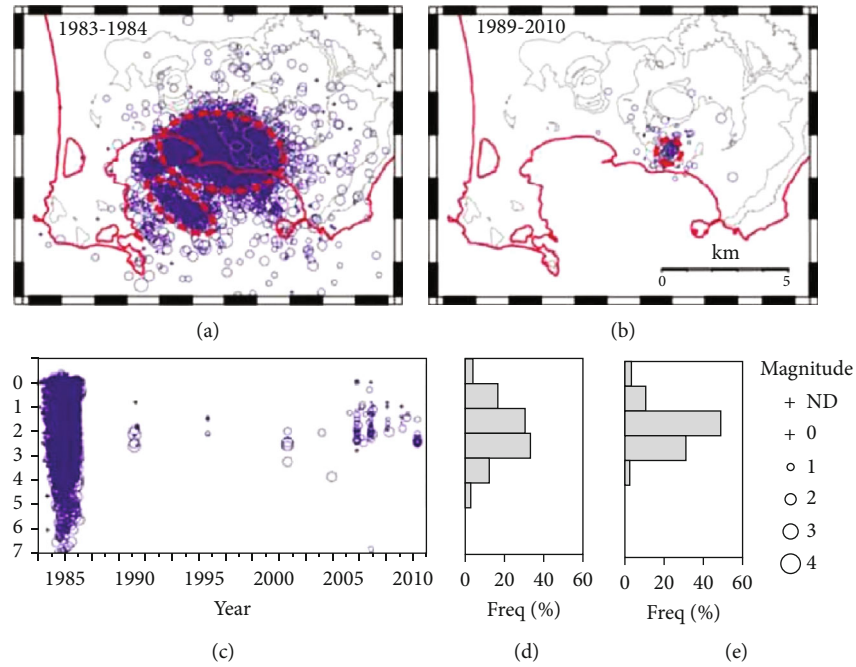 1983-1984
1989-2010
km
0 5
(a)
(b)
0
1
2
3
4
5
6
7
1985 1990 1995 2000 2005 2010
Year
(c)
0 20 40 60
Freq (%)
(d)
0 20 40 60
Freq (%)
(e)
Magnitude
+ ND
+ 0
1
2
3
4